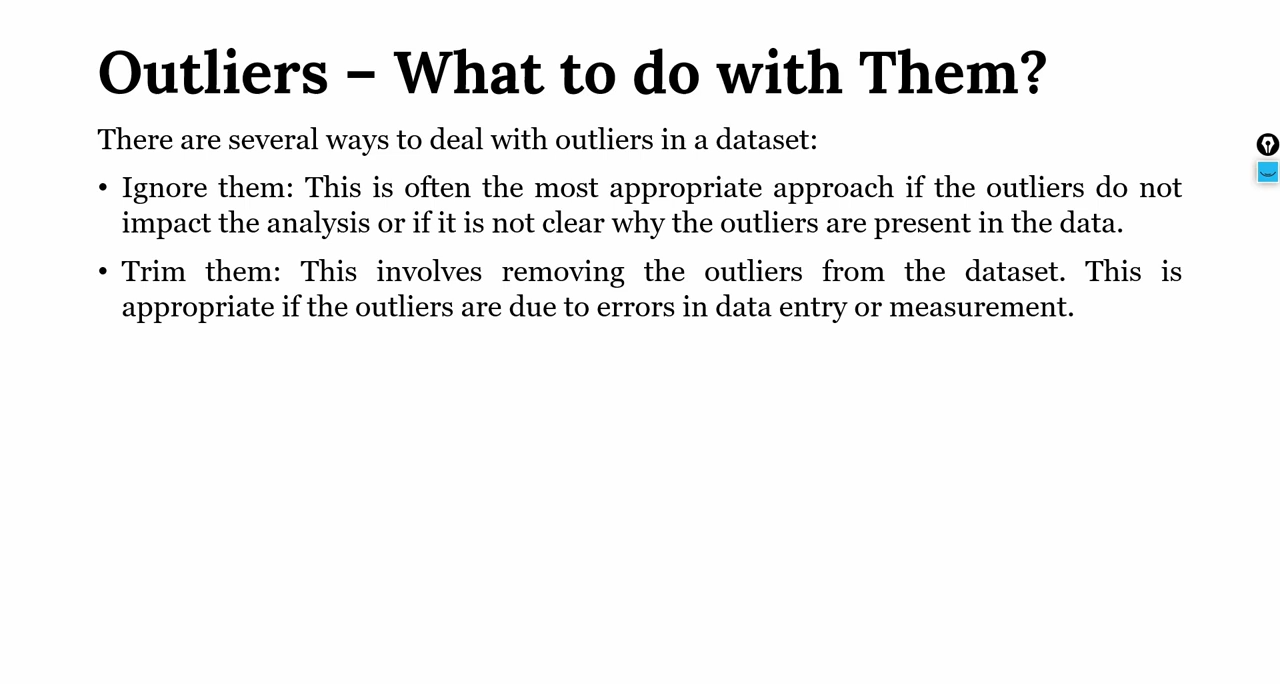 Outliers – What to do with Them?
There are several ways to deal with outliers in a dataset:
• Ignore them: This is often the most appropriate approach if the outliers do not
impact the analysis or if it is not clear why the outliers are present in the data.
• Trim them: This involves removing the outliers from the dataset. This is
appropriate if the outliers are due to errors in data entry or measurement.